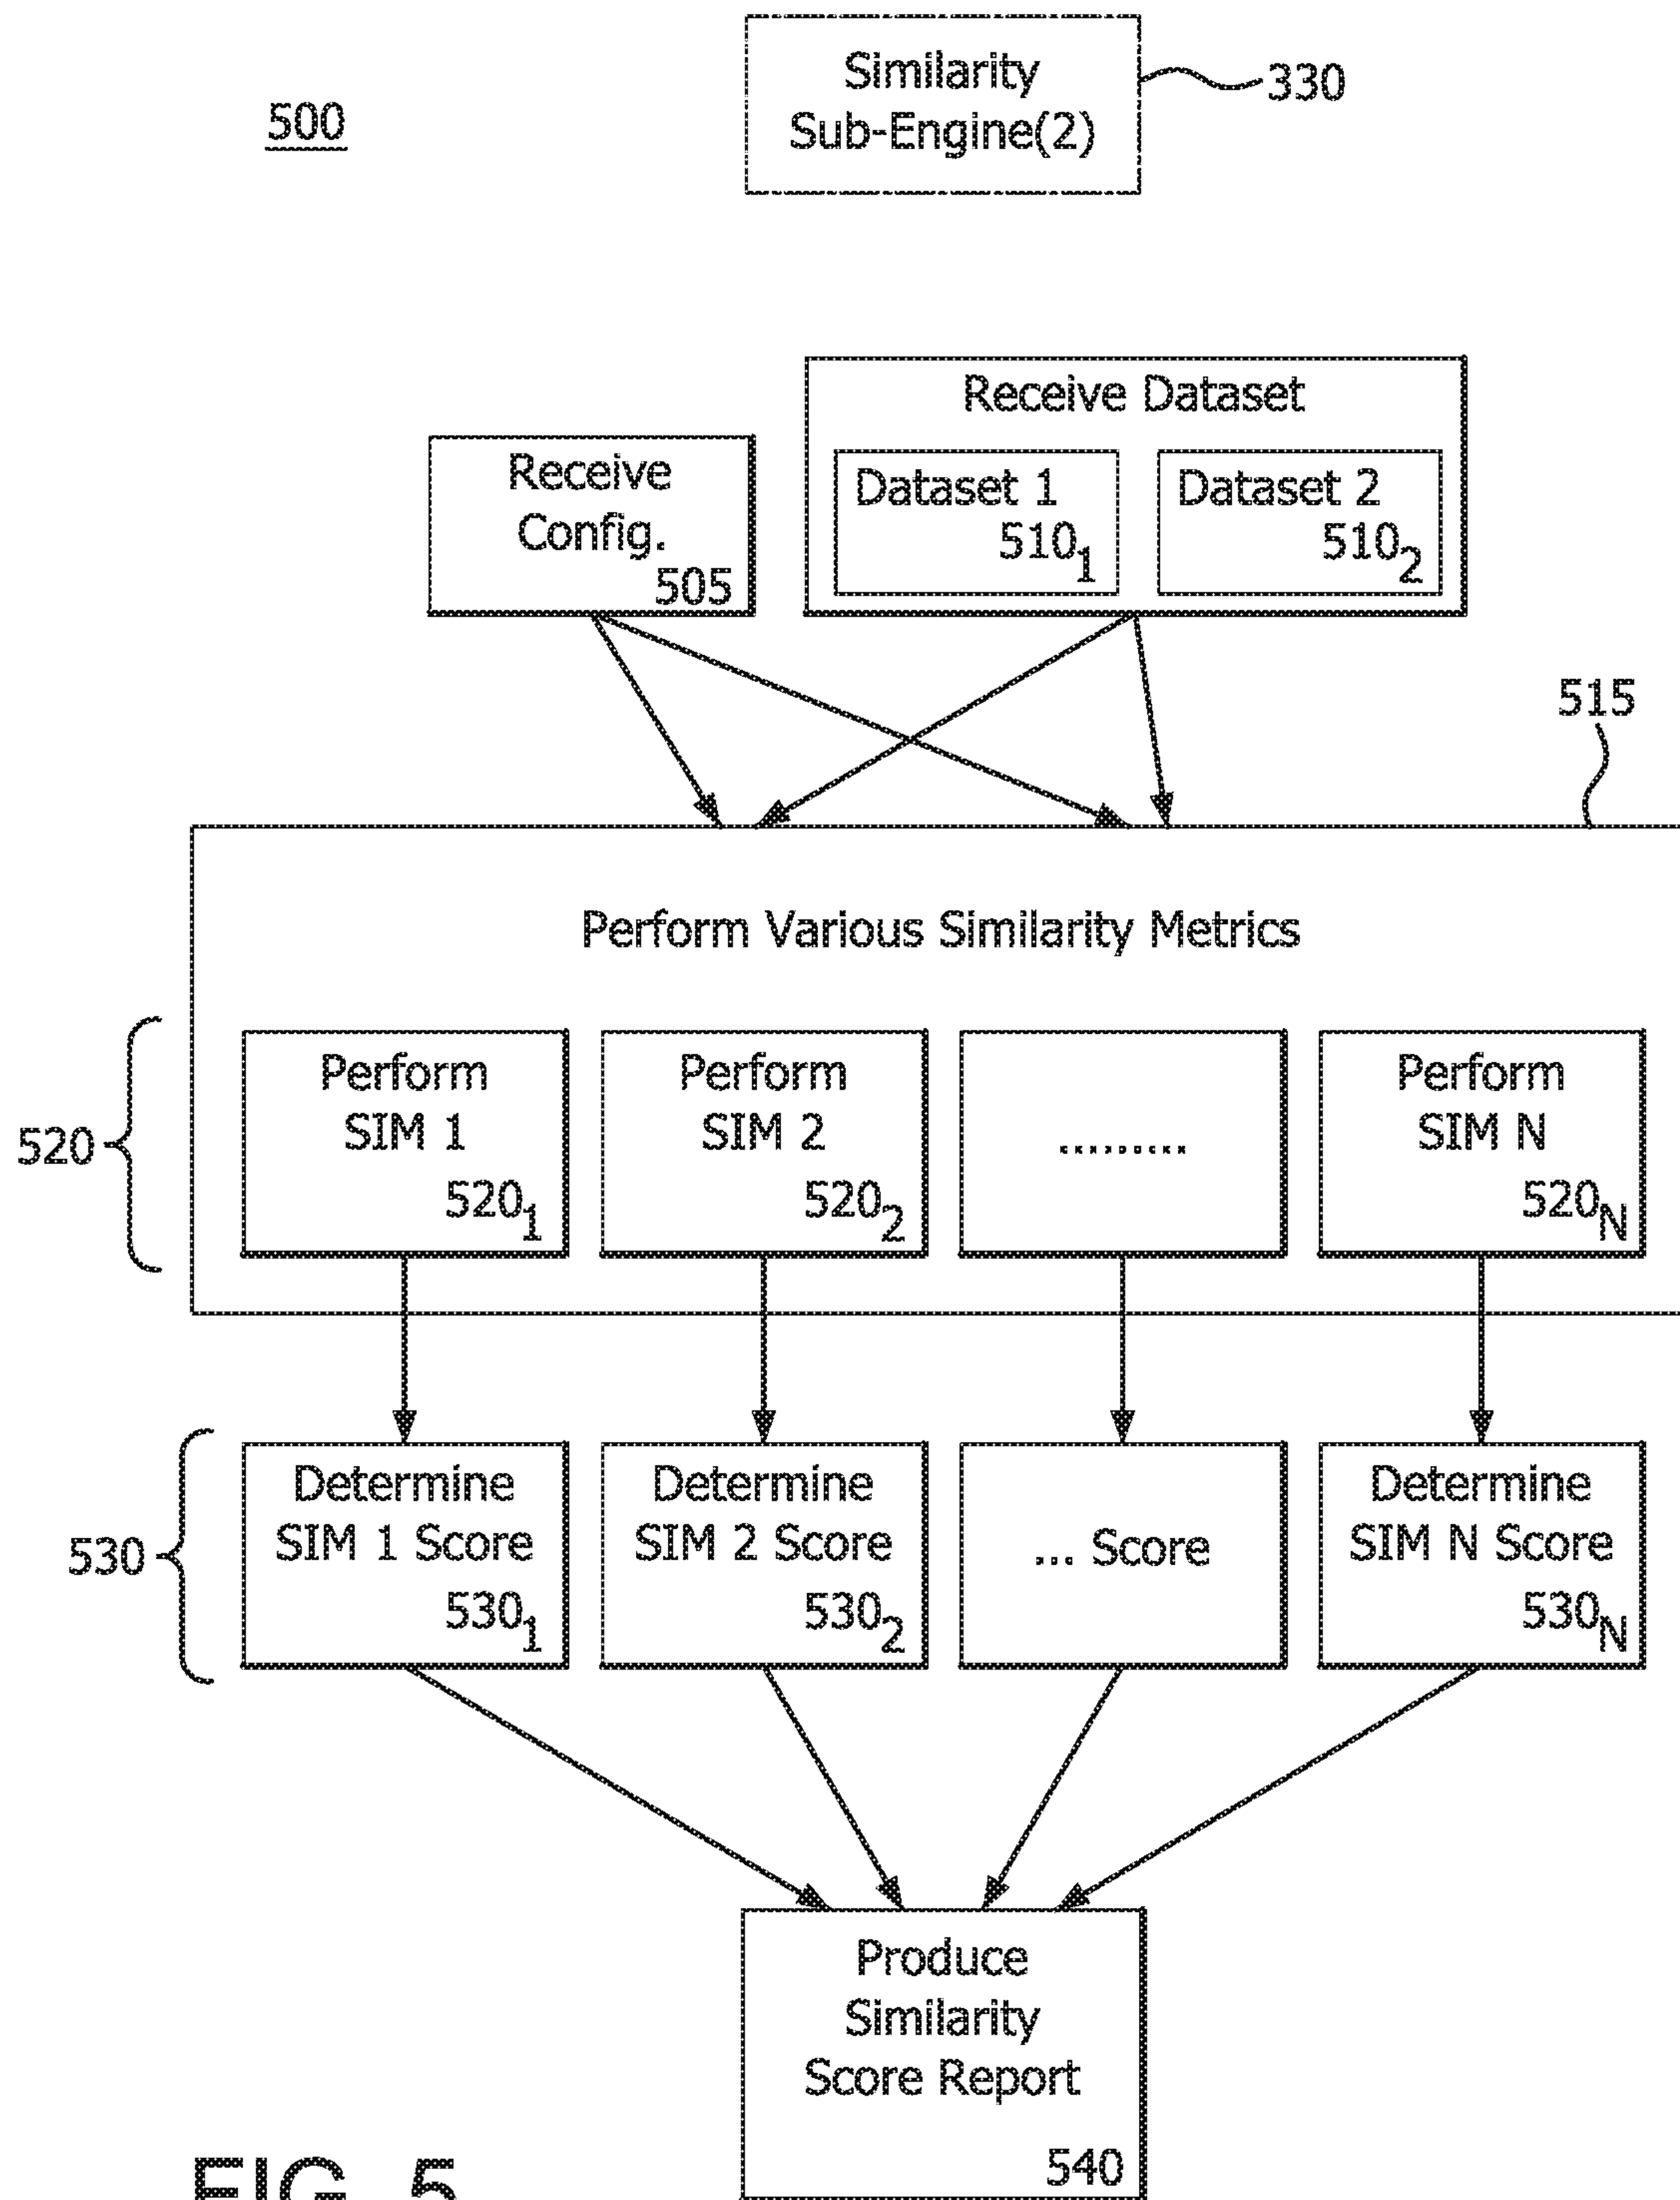 500
Similarity
Sub-Engine(2)
330
Receive
Config.
505
Receive Dataset
Dataset 1
510₁
Dataset 2
510₂
515
Perform Various Similarity Metrics
520
Perform
SIM 1
520₁
Perform
SIM 2
520₂
..........
Perform
SIM N
520N
530
Determine
SIM 1 Score
530₁
Determine
SIM 2 Score
530₂
... Score
Determine
SIM N Score
530N
Produce
Similarity
Score Report
540
FIG. 5